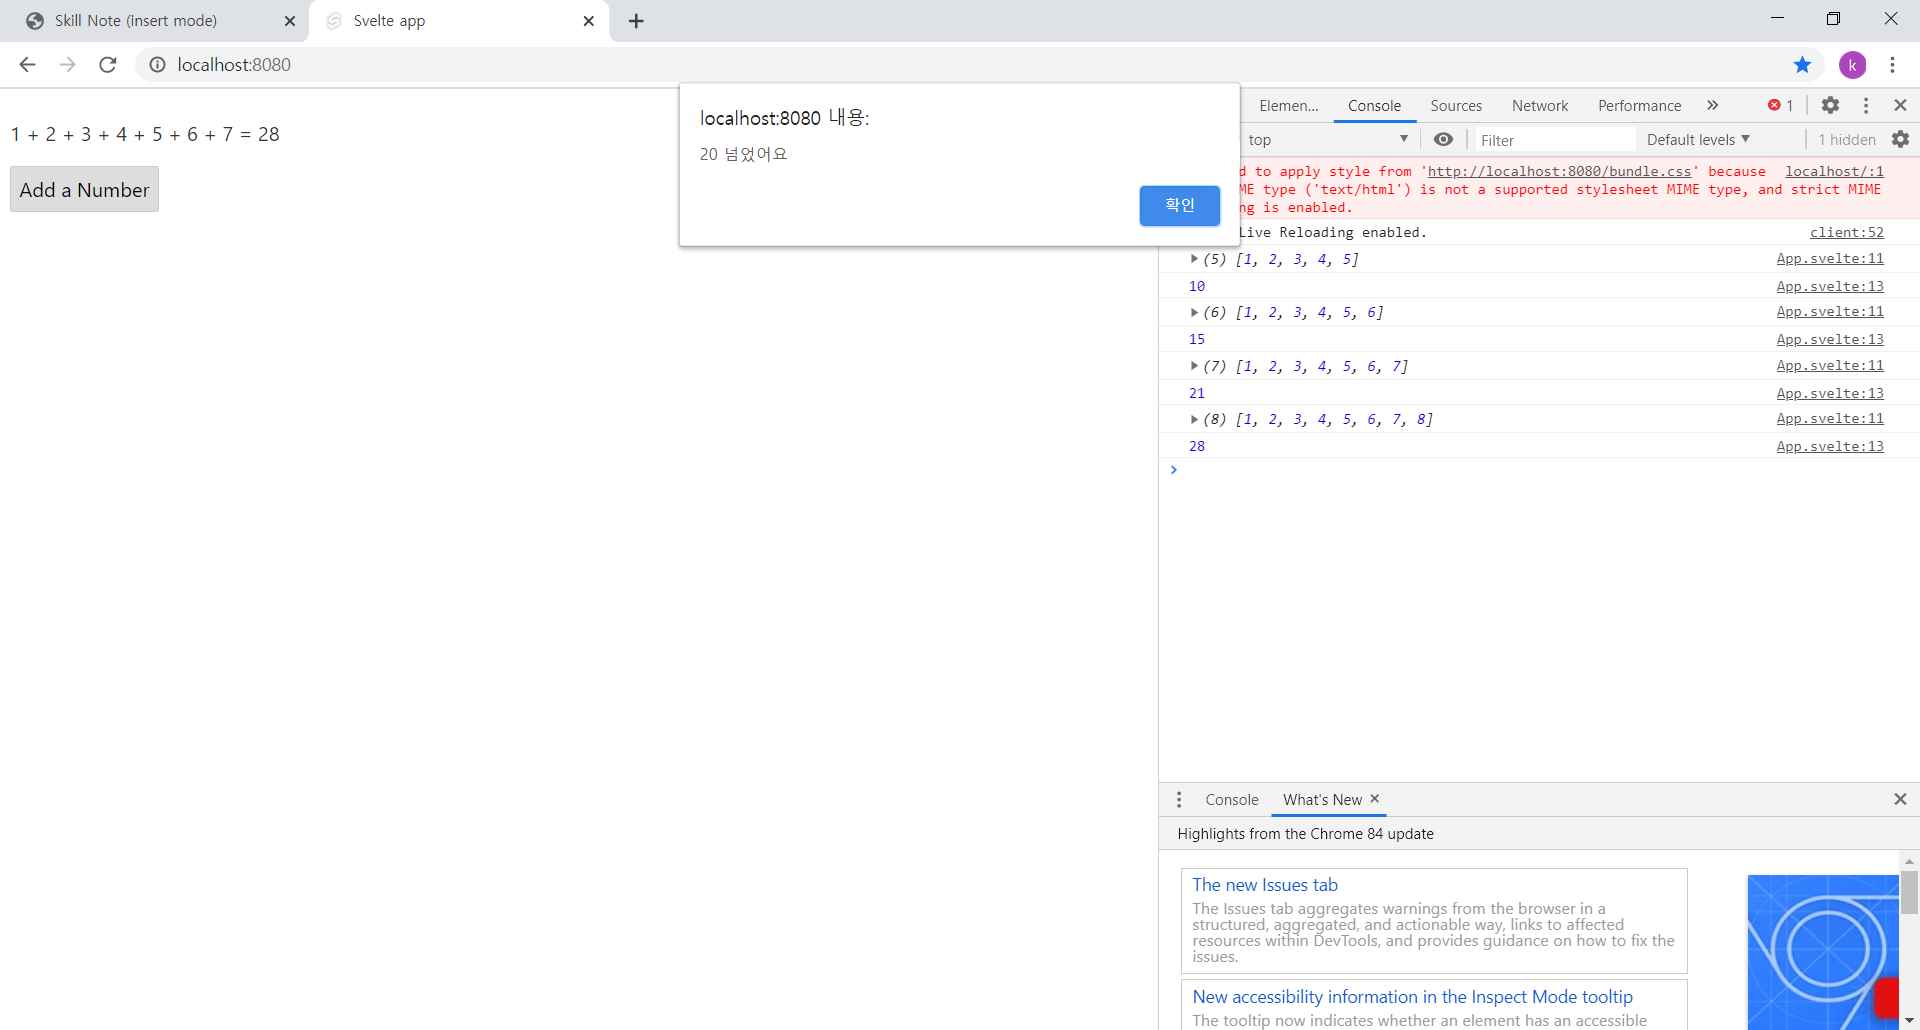 Skill Note (Insert mode)
Svelte app
localhost:8080
1 + 2 + 3 + 4 + 5 + 6 + 7 = 28
Add a Number
localhost:8080 내용:
20 넘었어요
확인
Elemen... Console Sources Network Performance » 1
top Filter Default levels 1 hidden
d to apply style from 'http://localhost:8080/bundle.css' because localhost/:1
ME type ('text/html') is not a supported stylesheet MIME type, and strict MIME
ng is enabled.
Live Reloading enabled. client:52
(5) [1, 2, 3, 4, 5] App.svelte:11
10 App.svelte:13
(6) [1, 2, 3, 4, 5, 6] App.svelte:11
15 App.svelte:13
(7) [1, 2, 3, 4, 5, 6, 7] App.svelte:11
21 App.svelte:13
(8) [1, 2, 3, 4, 5, 6, 7, 8] App.svelte:11
28 App.svelte:13
Console What's New
Highlights from the Chrome 84 update
The new Issues tab
The Issues tab aggregates warnings from the browser in a
structured, aggregated, and actionable way, links to affected
resources within DevTools, and provides guidance on how to fix the
issues.
New accessibility information in the Inspect Mode tooltip
The tooltip now indicates whether an element has an accessible
k